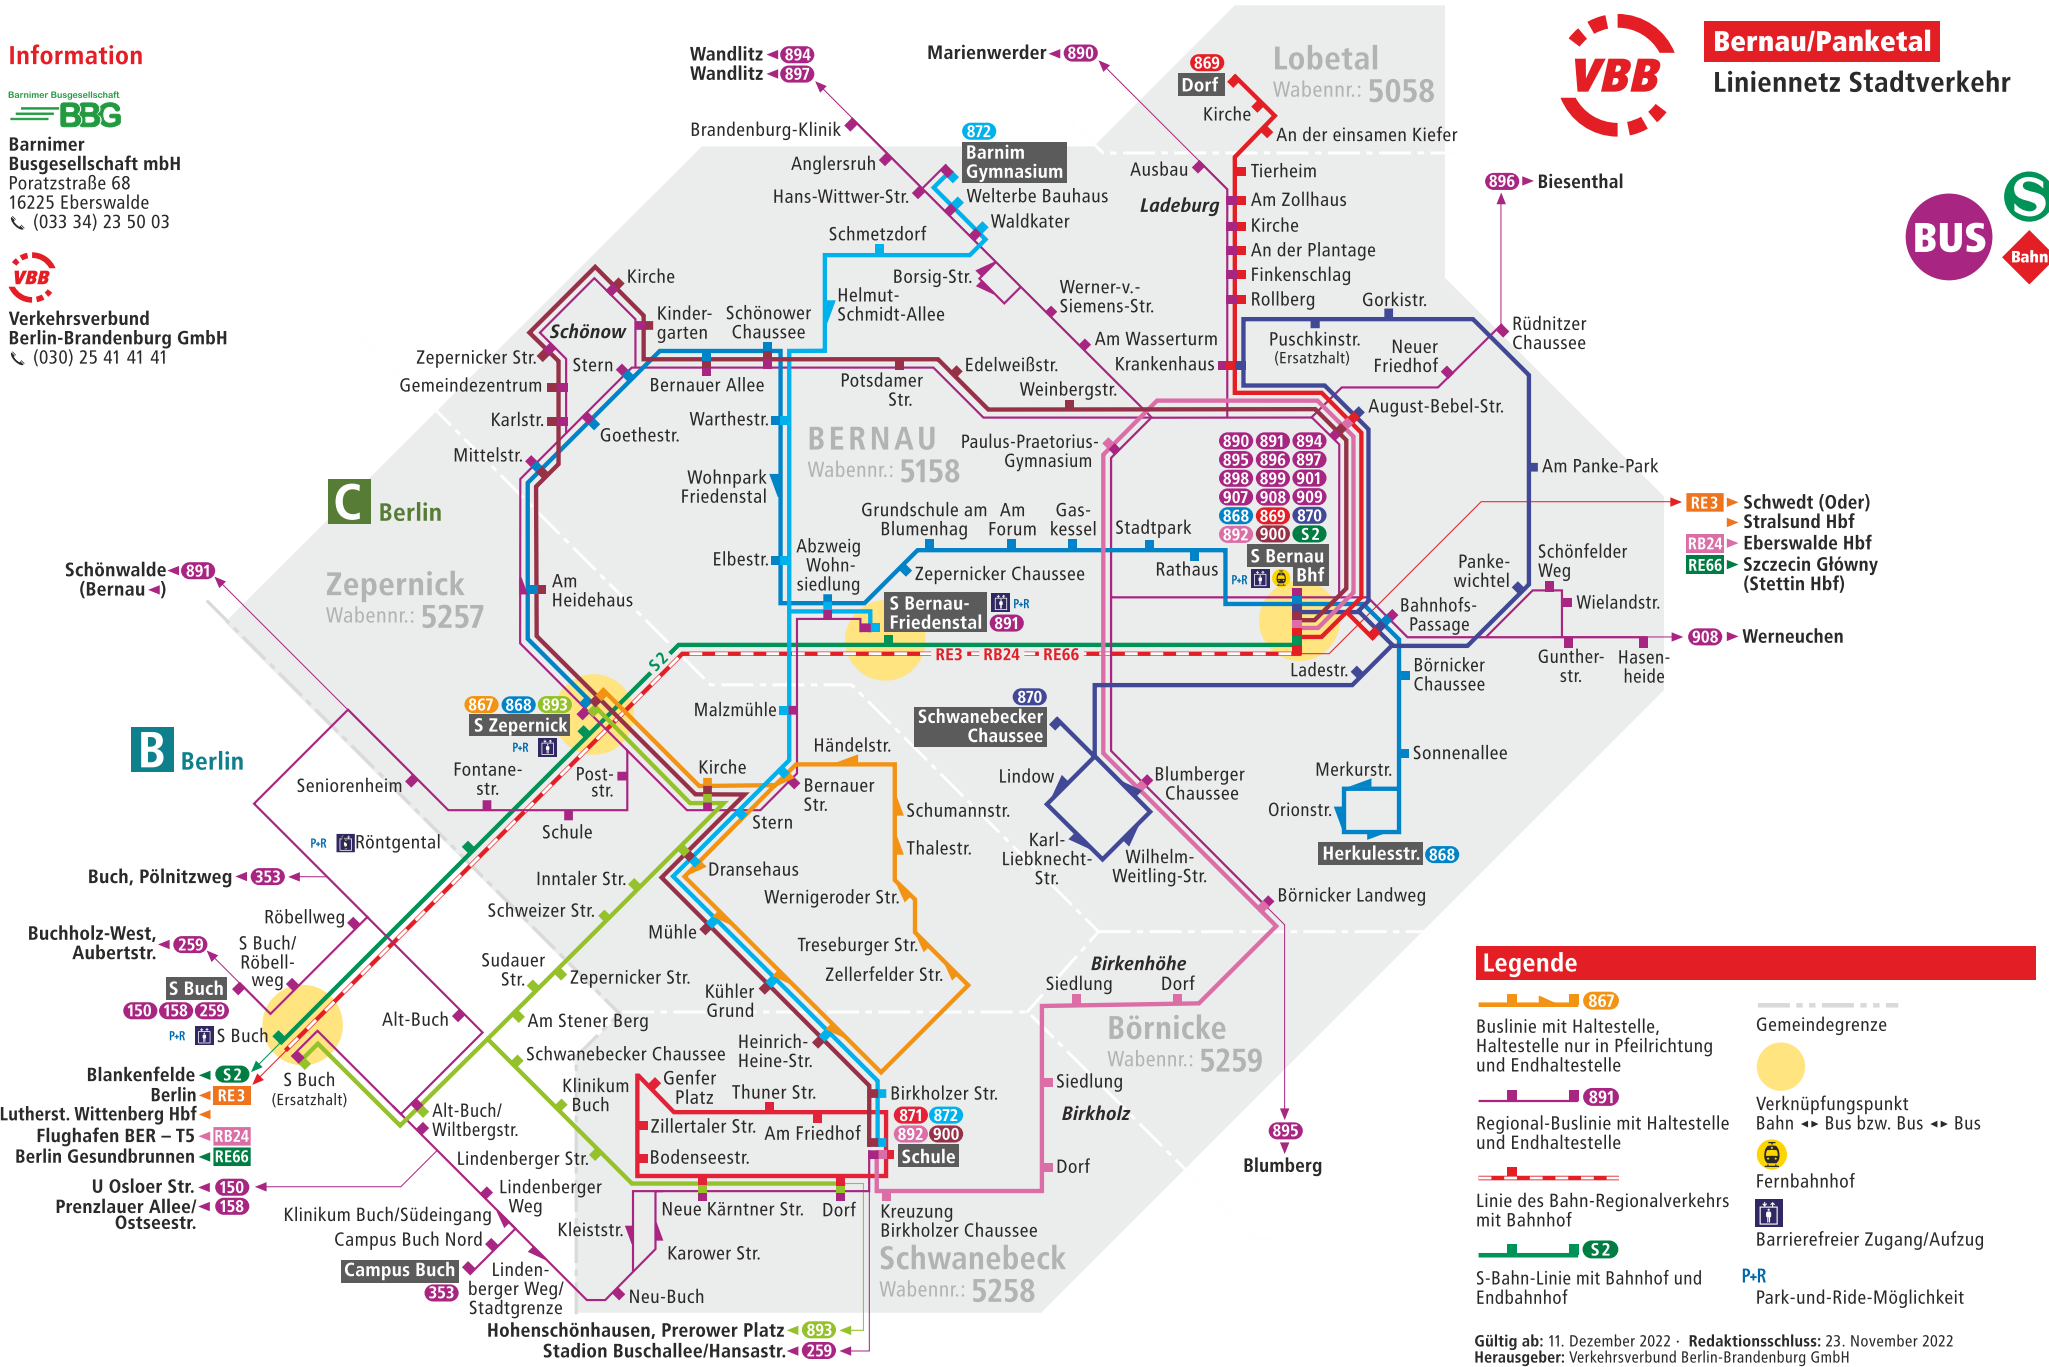 Information
Barnimer Busgesellschaft
BBG
Barnimer
Busgesellschaft mbH
Poratzstraße 68
16225 Eberswalde
(033 34) 23 50 03
VBB
Verkehrsverbund
Berlin-Brandenburg GmbH
(030) 25 41 41 41
VBB
Bernau/Panketal
Liniennetz Stadtverkehr
BUS
S
Bahn
Wandlitz 894
Wandlitz 897
Marienwerder 890
869
Dorf
Lobetal
Wabennr.: 5058
Kirche
An der einsamen Kiefer
Brandenburg-Klinik
Anglersruh
Hans-Wittwer-Str.
872
Barnim
Gymnasium
Welterbe Bauhaus
Waldkater
Schmetzdorf
Borsig-Str.
Helmut-
Schmidt-Allee
Werner-v.-
Siemens-Str.
Am Wasserturm
Ausbau
Ladeburg
Tierheim
Am Zollhaus
Kirche
An der Plantage
Finkenschlag
Rollberg
Krankenhaus
Gorkistr.
Puschkinstr.
(Ersatzhalt)
Neuer
Friedhof
Rüdnitzer
Chaussee
896 Biesenthal
August-Bebel-Str.
Am Panke-Park
Kirche
Kinder-
garten
Schönower
Chaussee
Schönow
Zepernicker Str.
Stern
Gemeindezentrum
Bernauer Allee
Karlstr.
Goethestr.
Mittelstr.
Potsdamer
Str.
Edelweißstr.
Weinbergstr.
Warthestr.
BERNAU
Wabennr.: 5158
Paulus-Praetorius-
Gymnasium
Wohnpark
Friedenstal
890 891 894
895 896 897
898 899 901
907 908 909
868 869 870
892 900 S2
S Bernau
Bhf
P+R
Grundschule am
Blumenhag
Am
Forum
Gas-
kessel
Stadtpark
Rathaus
Elbestr.
Abzweig
Wohn-
siedlung
Zepernicker Chaussee
S Bernau-
Friedenstal
P+R
891
C Berlin
B Berlin
Zepernick
Wabennr.: 5257
Am
Heidehaus
Schönwalde 891
(Bernau )
RE3 Schwedt (Oder)
Stralsund Hbf
RB24 Eberswalde Hbf
RE66 Szczecin Główny
(Stettin Hbf)
Panke-
wichtel
Schönfelder
Weg
Wielandstr.
Bahnhofs-
Passage
908 Werneuchen
Gunther-
str.
Hasen-
heide
Ladestr.
Börnicker
Chaussee
Sonnenallee
Merkurstr.
Orionstr.
Herkulesstr. 868
S2
RE3 RB24 RE66
867 868 893
S Zepernick
P+R
Malzmühle
870
Schwanebecker
Chaussee
Lindow
Karl-
Liebknecht-
Str.
Wilhelm-
Weitling-Str.
Blumberger
Chaussee
Börnicker Landweg
Händelstr.
Kirche
Bernauer
Str.
Stern
Schumannstr.
Thalestr.
Dransehaus
Wernigeroder Str.
Treseburger Str.
Zellerfelder Str.
Seniorenheim
Fontane-
str.
Post-
str.
Schule
P+R Röntgental
Buch, Pölnitzweg 353
Röbellweg
Buchholz-West,
Aubertstr.
259
S Buch/
Röbell-
weg
S Buch
150 158 259
P+R S Buch
S Buch
(Ersatzhalt)
Alt-Buch
Inntaler Str.
Schweizer Str.
Sudauer
Str.
Zepernicker Str.
Am Stener Berg
Mühle
Kühler
Grund
Heinrich-
Heine-Str.
Schwanebecker Chaussee
Klinikum
Buch
Genfer
Platz
Thuner Str.
Zillertaler Str.
Am Friedhof
Bodenseestr.
Birkholzer Str.
871 872
892 900
Schule
Birkenhöhe
Siedlung
Dorf
Börnicke
Wabennr.: 5259
Siedlung
Birkholz
Dorf
895
Blumberg
Blankenfelde S2
Berlin RE3
Lutherst. Wittenberg Hbf
Flughafen BER – T5 RB24
Berlin Gesundbrunnen RE66
U Osloer Str. 150
Prenzlauer Allee/
Ostseestr.
158
Alt-Buch/
Wiltbergstr.
Lindenberger Str.
Lindenberger
Weg
Klinikum Buch/Südeingang
Campus Buch Nord
Campus Buch
353
Linden-
berger Weg/
Stadtgrenze
Kleiststr.
Karower Str.
Neu-Buch
Neue Kärntner Str.
Dorf
Kreuzung
Birkholzer Chaussee
Schwanebeck
Wabennr.: 5258
Hohenschönhausen, Prerower Platz 893
Stadion Buschallee/Hansastr. 259
Legende
867
Buslinie mit Haltestelle,
Haltestelle nur in Pfeilrichtung
und Endhaltestelle
891
Regional-Buslinie mit Haltestelle
und Endhaltestelle
Linie des Bahn-Regionalverkehrs
mit Bahnhof
S2
S-Bahn-Linie mit Bahnhof und
Endbahnhof
Gemeindegrenze
Verknüpfungspunkt
Bahn ◂▸ Bus bzw. Bus ◂▸ Bus
Fernbahnhof
Barrierefreier Zugang/Aufzug
P+R
Park-und-Ride-Möglichkeit
Gültig ab: 11. Dezember 2022 · Redaktionsschluss: 23. November 2022
Herausgeber: Verkehrsverbund Berlin-Brandenburg GmbH